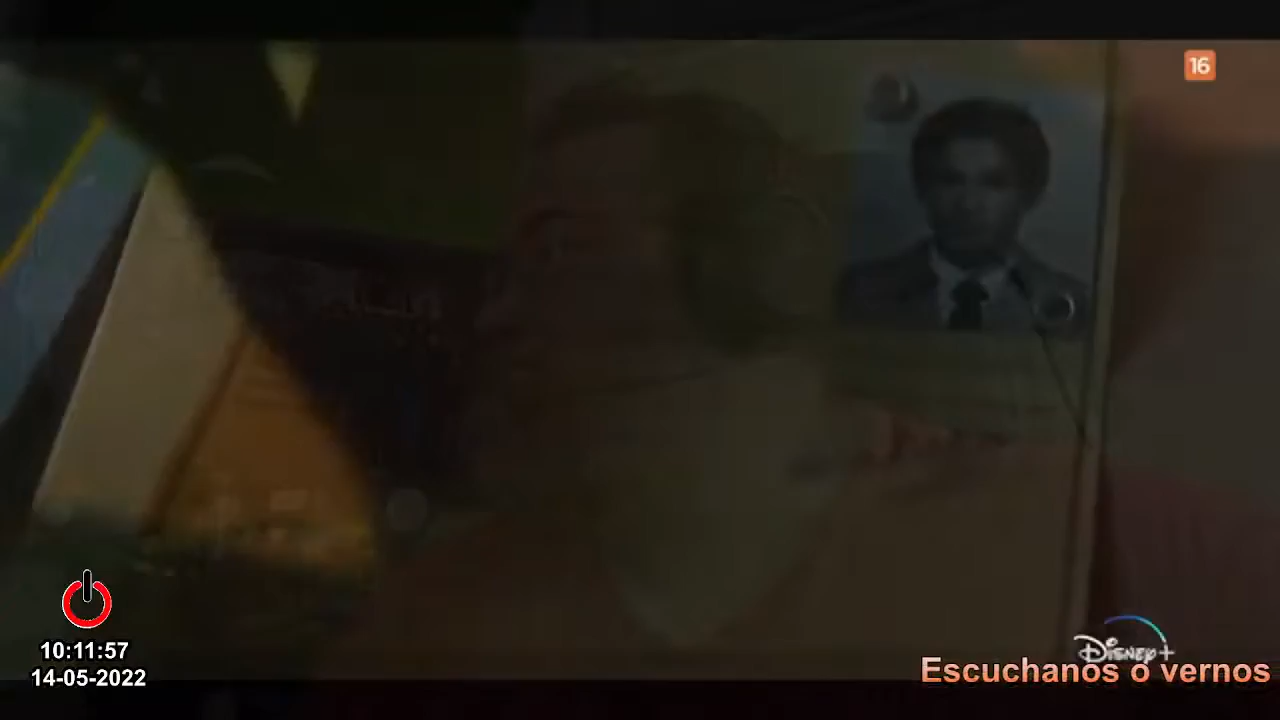 16
10:11:57
14-05-2022
Disney+
Escuchanos o vernos